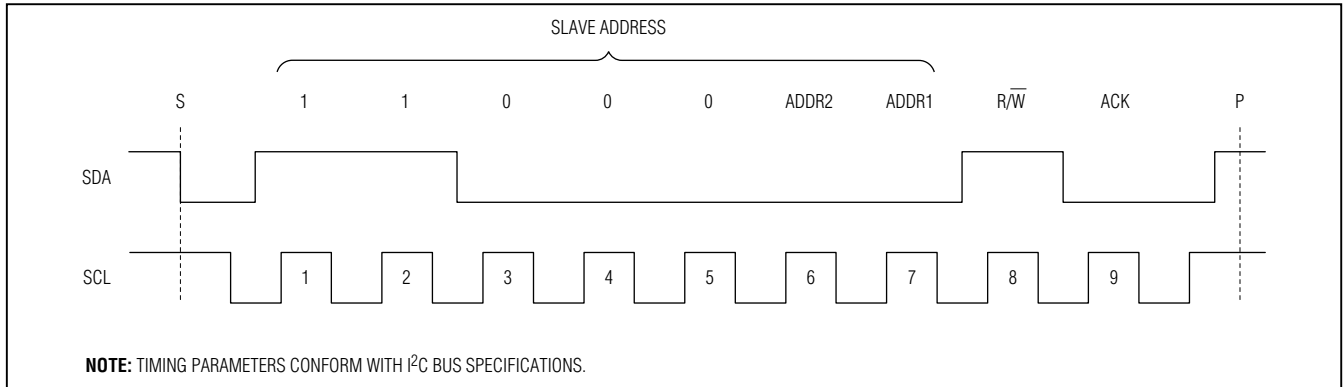 SLAVE ADDRESS
S 1 1 0 0 0 ADDR2 ADDR1 R/W̅ ACK P
SDA
SCL 1 2 3 4 5 6 7 8 9
NOTE: TIMING PARAMETERS CONFORM WITH I²C BUS SPECIFICATIONS.